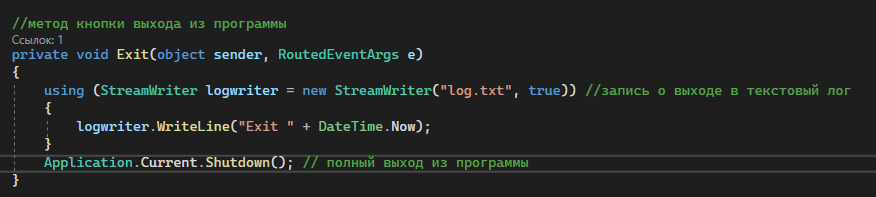 //метод кнопки выхода из программы
Ссылок: 1
private void Exit(object sender, RoutedEventArgs e)
{
using (StreamWriter logwriter = new StreamWriter("log.txt", true)) //запись о выходе в текстовый лог
{
logwriter.WriteLine("Exit " + DateTime.Now);
}
Application.Current.Shutdown(); // полный выход из программы
}